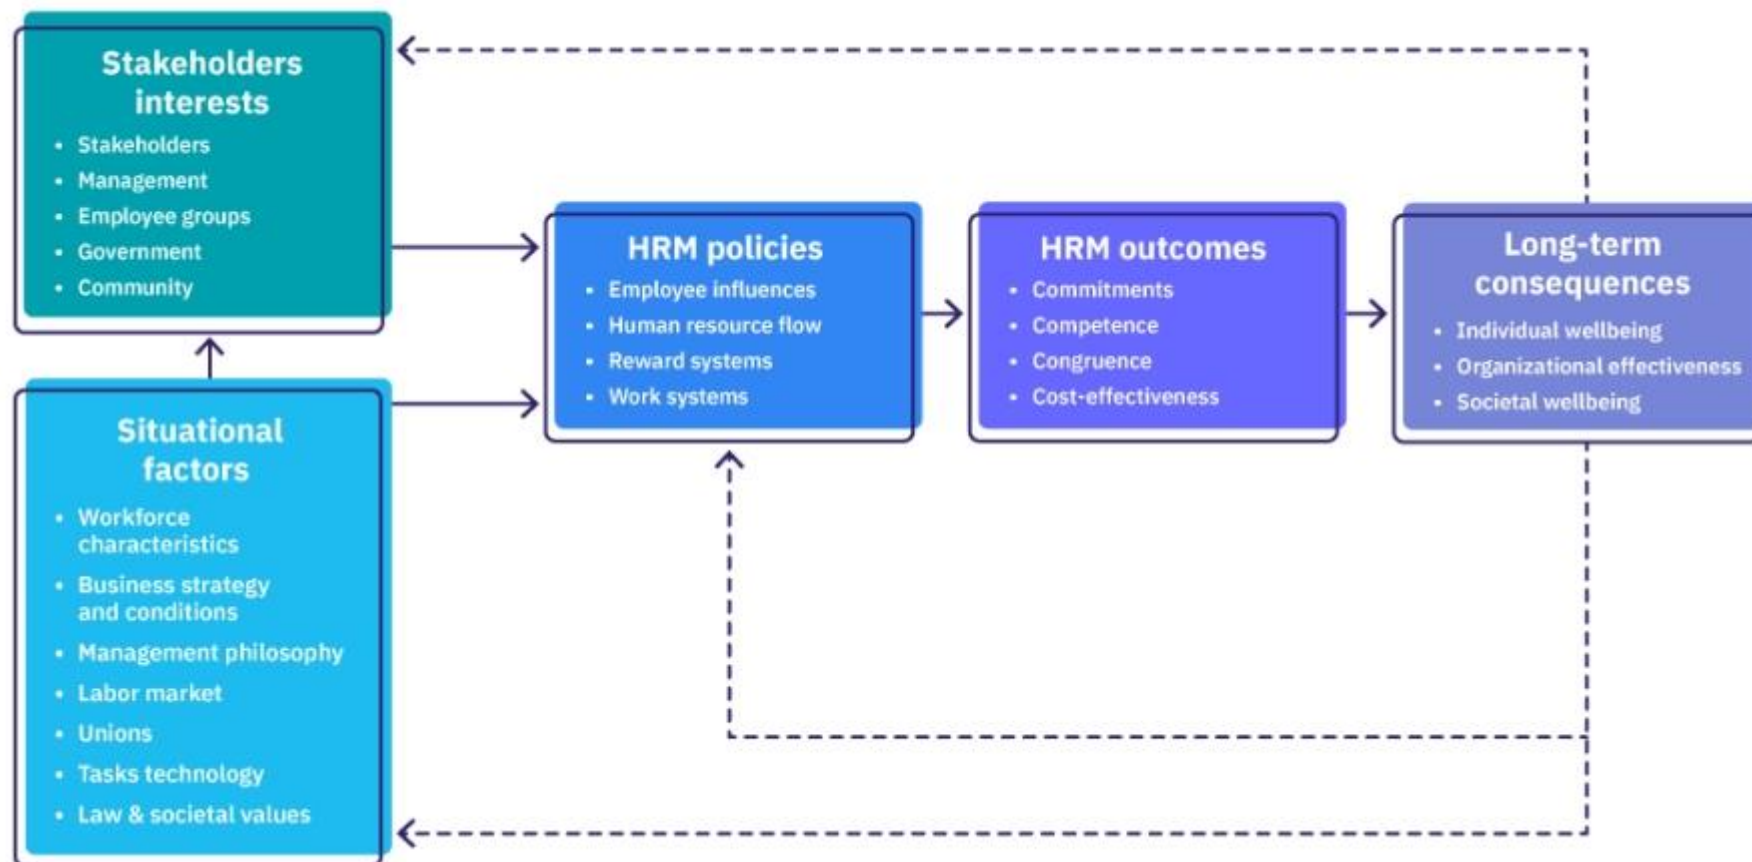 Stakeholders
interests
• Stakeholders
• Management
• Employee groups
• Government
• Community
Situational
factors
• Workforce
characteristics
• Business strategy
and conditions
• Management philosophy
• Labor market
• Unions
• Tasks technology
• Law & societal values
HRM policies
• Employee influences
• Human resource flow
• Reward systems
• Work systems
HRM outcomes
• Commitments
• Competence
• Congruence
• Cost-effectiveness
Long-term
consequences
• Individual wellbeing
• Organizational effectiveness
• Societal wellbeing